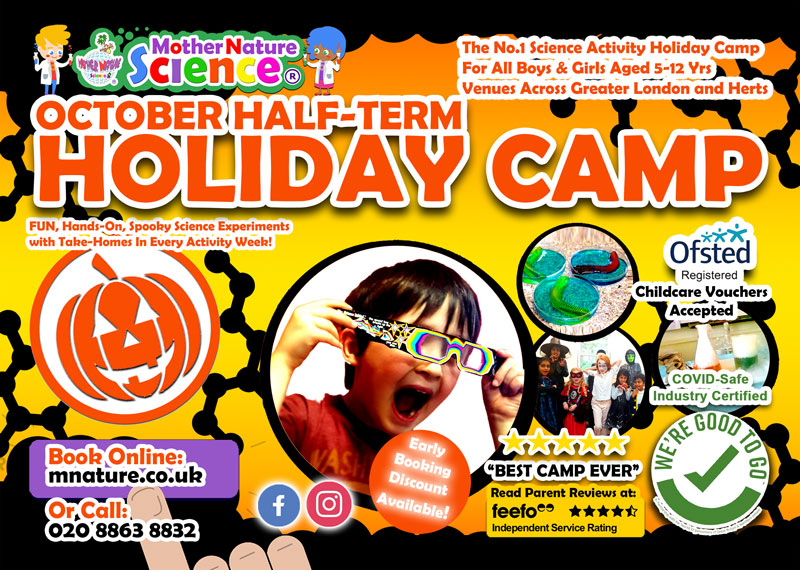 Mother Nature
Science ®
MOTHER NATURE
Science
The No.1 Science Activity Holiday Camp
For All Boys & Girls Aged 5-12 Yrs
Venues Across Greater London and Herts
OCTOBER HALF-TERM
HOLIDAY CAMP
FUN, Hands-On, Spooky Science Experiments
with Take-Homes In Every Activity Week!
Ofsted
Registered
Childcare Vouchers
Accepted
COVID-Safe
Industry Certified
WE'RE GOOD TO GO
Early
Booking
Discount
Available!
"BEST CAMP EVER"
Read Parent Reviews at:
feefo
Independent Service Rating
Book Online:
mnature.co.uk
Or Call:
020 8863 8832